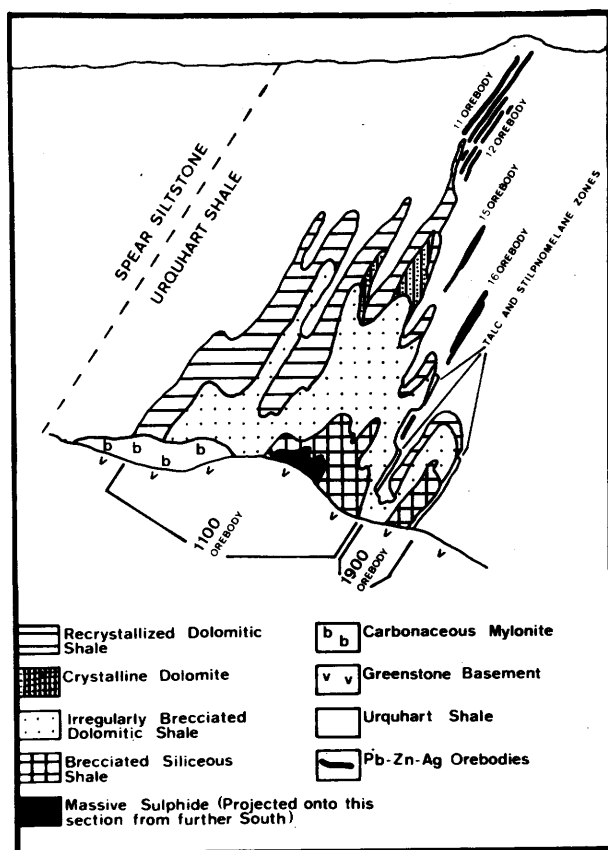 11 OREBODY
12 OREBODY
SPEAR SILTSTONE
URQUHART SHALE
15 OREBODY
16 OREBODY
TALC AND STILPNOMELANE ZONES
b b b b b
v v v v v v v v
1100
OREBODY
1900
OREBODY
Recrystallized Dolomitic
Shale
Crystalline Dolomite
Irregularly Brecciated
Dolomitic Shale
Brecciated Siliceous
Shale
Massive Sulphide (Projected onto this
section from further South)
b b
Carbonaceous Mylonite
v v
Greenstone Basement
Urquhart Shale
Pb-Zn-Ag Orebodies